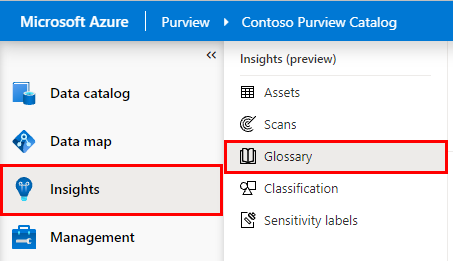 Microsoft Azure Purview Contoso Purview Catalog
«
Data catalog
Data map
Insights
Management
Insights (preview)
Assets
Scans
Glossary
Classification
Sensitivity labels